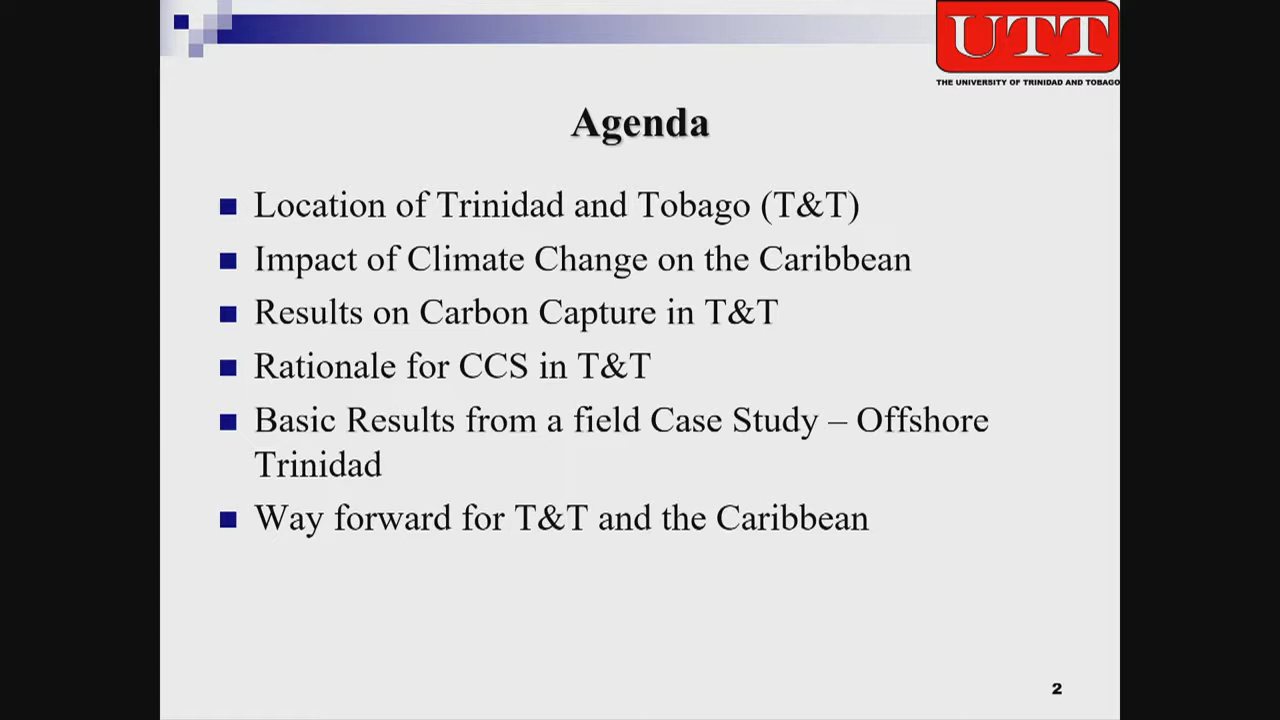 UTT
THE UNIVERSITY OF TRINIDAD AND TOBAGO
Agenda
Location of Trinidad and Tobago (T&T)
Impact of Climate Change on the Caribbean
Results on Carbon Capture in T&T
Rationale for CCS in T&T
Basic Results from a field Case Study – Offshore
Trinidad
Way forward for T&T and the Caribbean
2